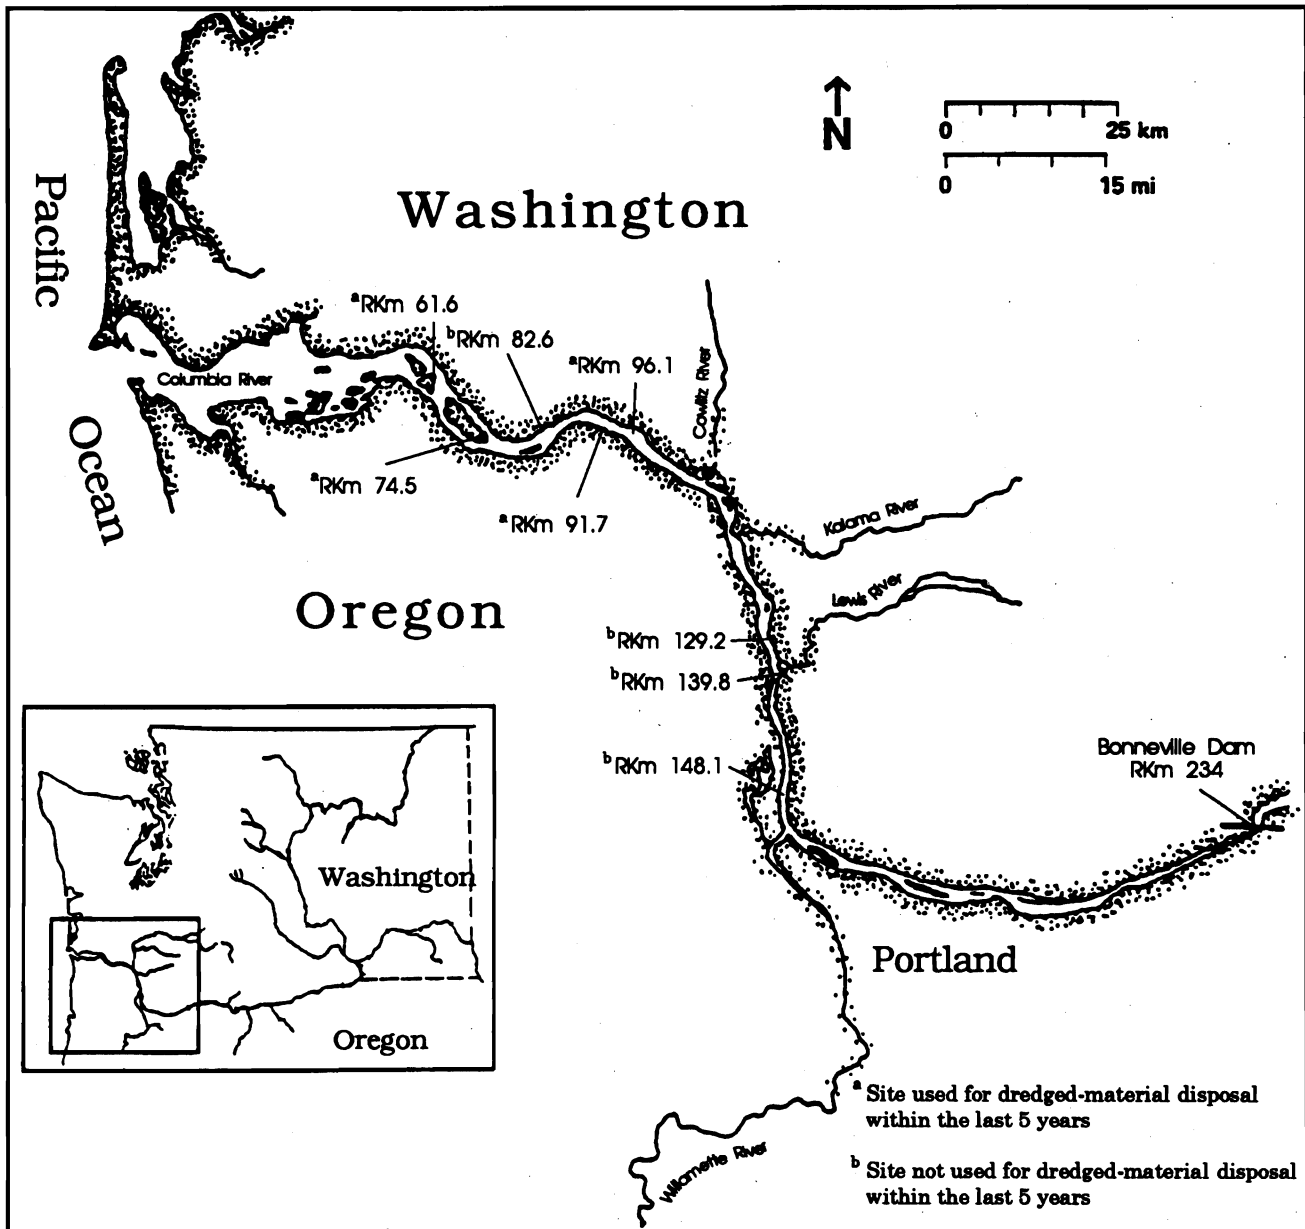 N
0 25 km
0 15 mi
Pacific
Ocean
Washington
ᵃRKm 61.6
ᵇRKm 82.6
ᵃRKm 96.1
Columbia River
Cowlitz River
ᵃRKm 74.5
ᵃRKm 91.7
Kalama River
Lewis River
Oregon
ᵇRKm 129.2
ᵇRKm 139.8
ᵇRKm 148.1
Bonneville Dam
RKm 234
Washington
Oregon
Portland
Willamette River
ᵃ Site used for dredged-material disposal
within the last 5 years
ᵇ Site not used for dredged-material disposal
within the last 5 years